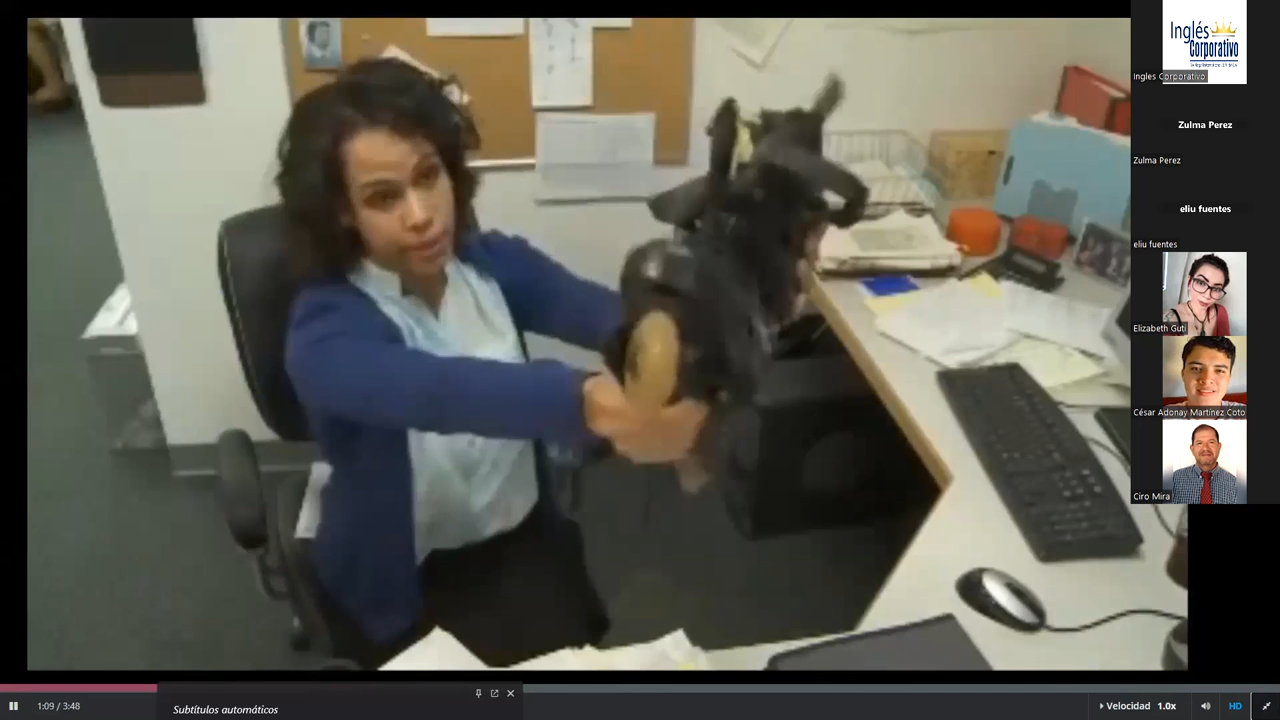 Inglés
Corporativo
Ingles Corporativo
Zulma Perez
Zulma Perez
eliu fuentes
eliu fuentes
Elizabeth Guti
César Adonay Martínez Coto
Ciro Mira
1:09 / 3:48
Subtítulos automáticos
Velocidad 1.0x
HD